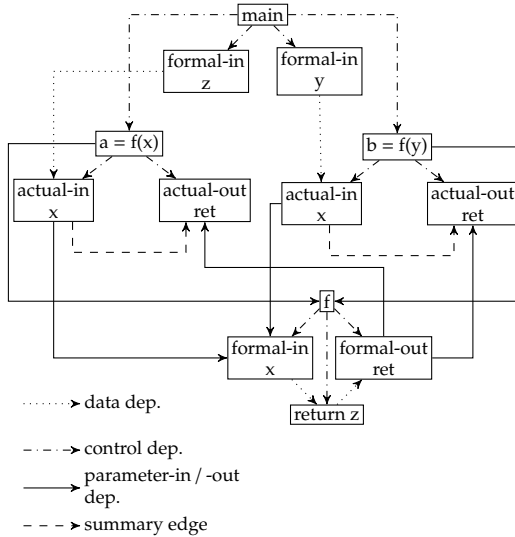 main
formal-in
z
formal-in
y
a = f(x)
b = f(y)
actual-in
x
actual-out
ret
actual-in
x
actual-out
ret
f
formal-in
x
formal-out
ret
return z
data dep.
control dep.
parameter-in / -out
dep.
summary edge